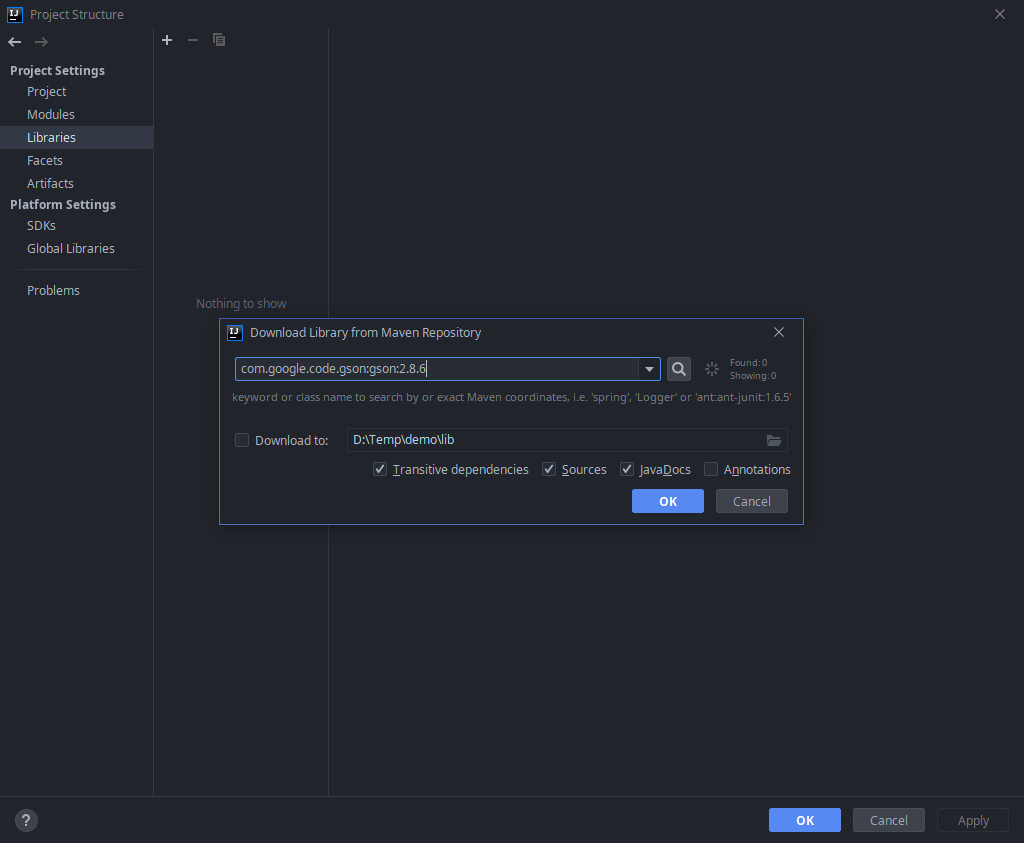 IJ
Project Structure
Project Settings
Project
Modules
Libraries
Facets
Artifacts
Platform Settings
SDKs
Global Libraries
Problems
Nothing to show
IJ
Download Library from Maven Repository
com.google.code.gson:gson:2.8.6
Found: 0
Showing: 0
keyword or class name to search by or exact Maven coordinates, i.e. 'spring', 'Logger' or 'ant:ant-junit:1.6.5'
Download to: D:\Temp\demo\lib
Transitive dependencies Sources JavaDocs Annotations
OK Cancel
? OK Cancel Apply